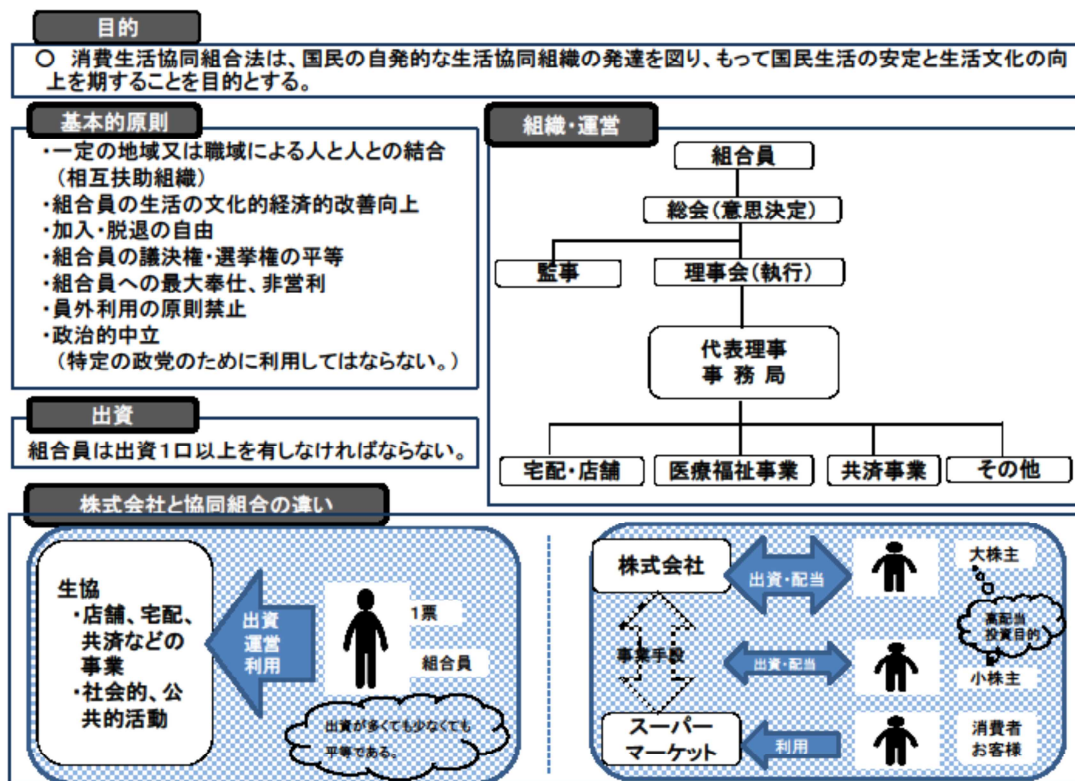 目的
○ 消費生活協同組合法は、国民の自発的な生活協同組織の発達を図り、もって国民生活の安定と生活文化の向
上を期することを目的とする。
基本的原則
・一定の地域又は職域による人と人との結合
（相互扶助組織）
・組合員の生活の文化的経済的改善向上
・加入・脱退の自由
・組合員の議決権・選挙権の平等
・組合員への最大奉仕、非営利
・員外利用の原則禁止
・政治的中立
（特定の政党のために利用してはならない。）
出資
組合員は出資１口以上を有しなければならない。
組織・運営
組合員
総会（意思決定）
監事
理事会（執行）
代表理事
事 務 局
宅配・店舗
医療福祉事業
共済事業
その他
株式会社と協同組合の違い
生協
・店舗、宅配、
共済などの
事業
・社会的、公
共的活動
出資
運営
利用
1票
組合員
出資が多くても少なくても
平等である。
株式会社
出資・配当
大株主
高配当
投資目的
事業手段
出資・配当
小株主
スーパー
マーケット
利用
消費者
お客様